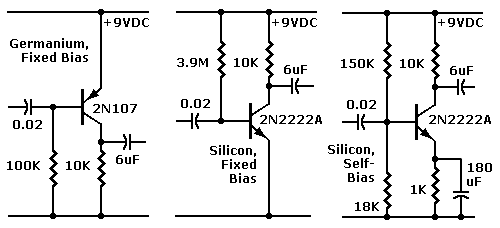 +9VDC
Germanium,
Fixed Bias
2N107
0.02
6uF
100K
10K
+9VDC
3.9M
10K
6uF
0.02
2N2222A
Silicon,
Fixed
Bias
+9VDC
150K
10K
6uF
0.02
2N2222A
Silicon,
Self-
Bias
180
uF
1K
18K